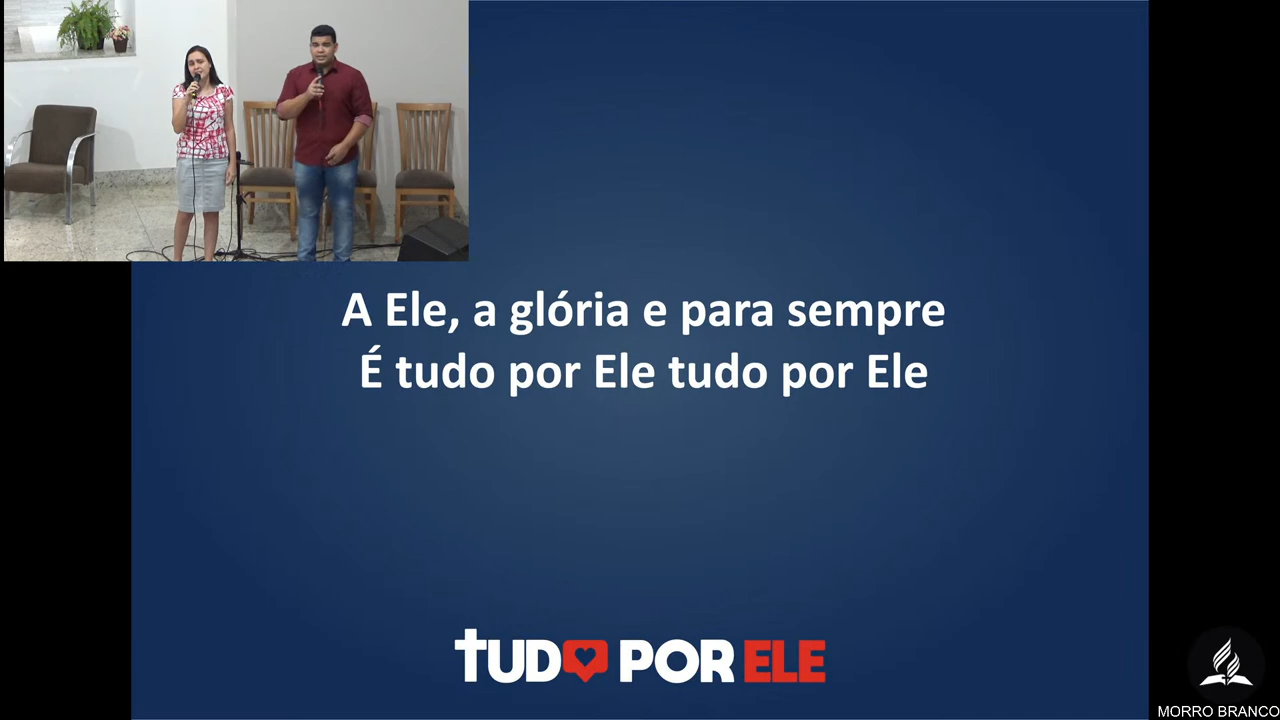 A Ele, a glória e para sempre
É tudo por Ele tudo por Ele
TUDO POR ELE
MORRO BRANCO